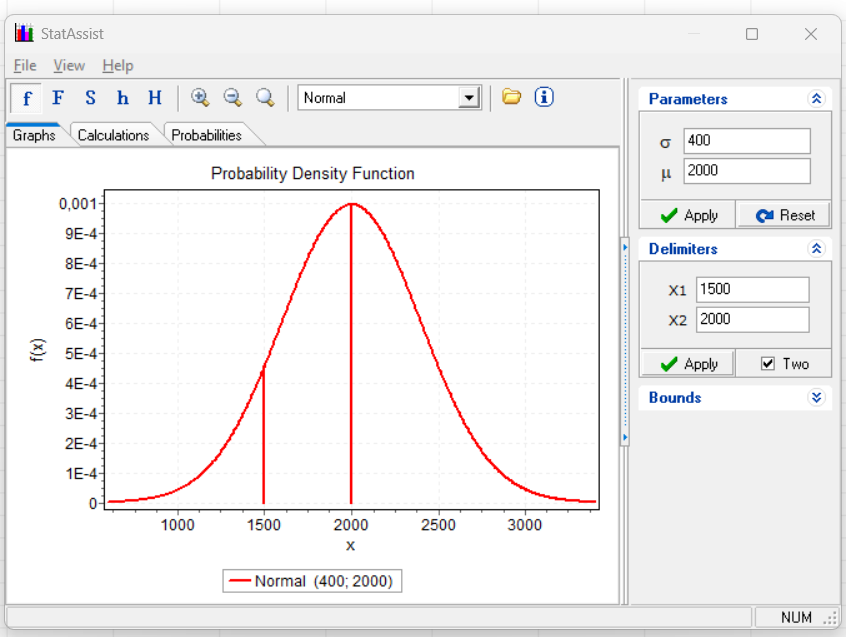 StatAssist
File View Help
f F S h H Normal
Graphs Calculations Probabilities
Probability Density Function
0,001
9E-4
8E-4
7E-4
6E-4
5E-4
4E-4
3E-4
2E-4
1E-4
0
f(x)
1000 1500 2000 2500 3000
x
Normal (400; 2000)
Parameters
σ 400
μ 2000
Apply Reset
Delimiters
X1 1500
X2 2000
Apply Two
Bounds
NUM